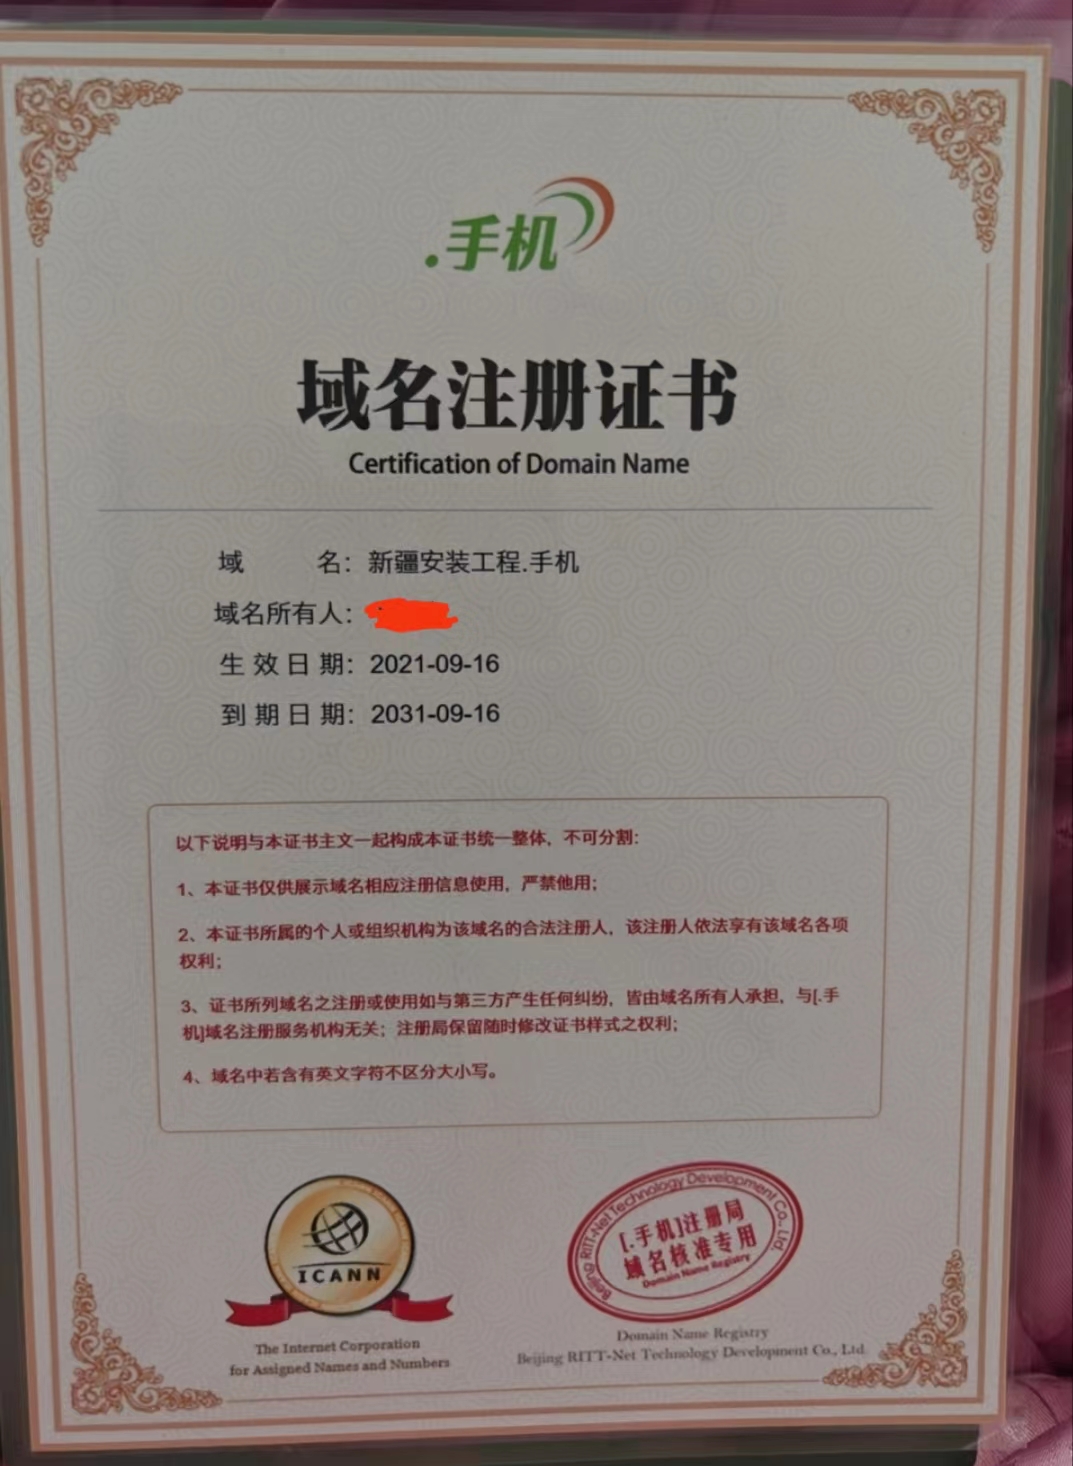 .手机
域名注册证书
Certification of Domain Name
域 名：新疆安装工程.手机
域名所有人：
生效日期：2021-09-16
到期日期：2031-09-16
以下说明与本证书主文一起构成本证书统一整体，不可分割：
1、本证书仅供展示域名相应注册信息使用，严禁他用；
2、本证书所属的个人或组织机构为该域名的合法注册人，该注册人依法享有该域名各项
权利；
3、证书所列域名之注册或使用如与第三方产生任何纠纷，皆由域名所有人承担，与[.手
机]域名注册服务机构无关；注册局保留随时修改证书样式之权利；
4、域名中若含有英文字符不区分大小写。
ICANN
The Internet Corporation
for Assigned Names and Numbers
Beijing RITT-Net Technology Development Co., Ltd.
[.手机]注册局
域名核准专用
Domain Name Registry
Domain Name Registry
Beijing RITT-Net Technology Development Co., Ltd.